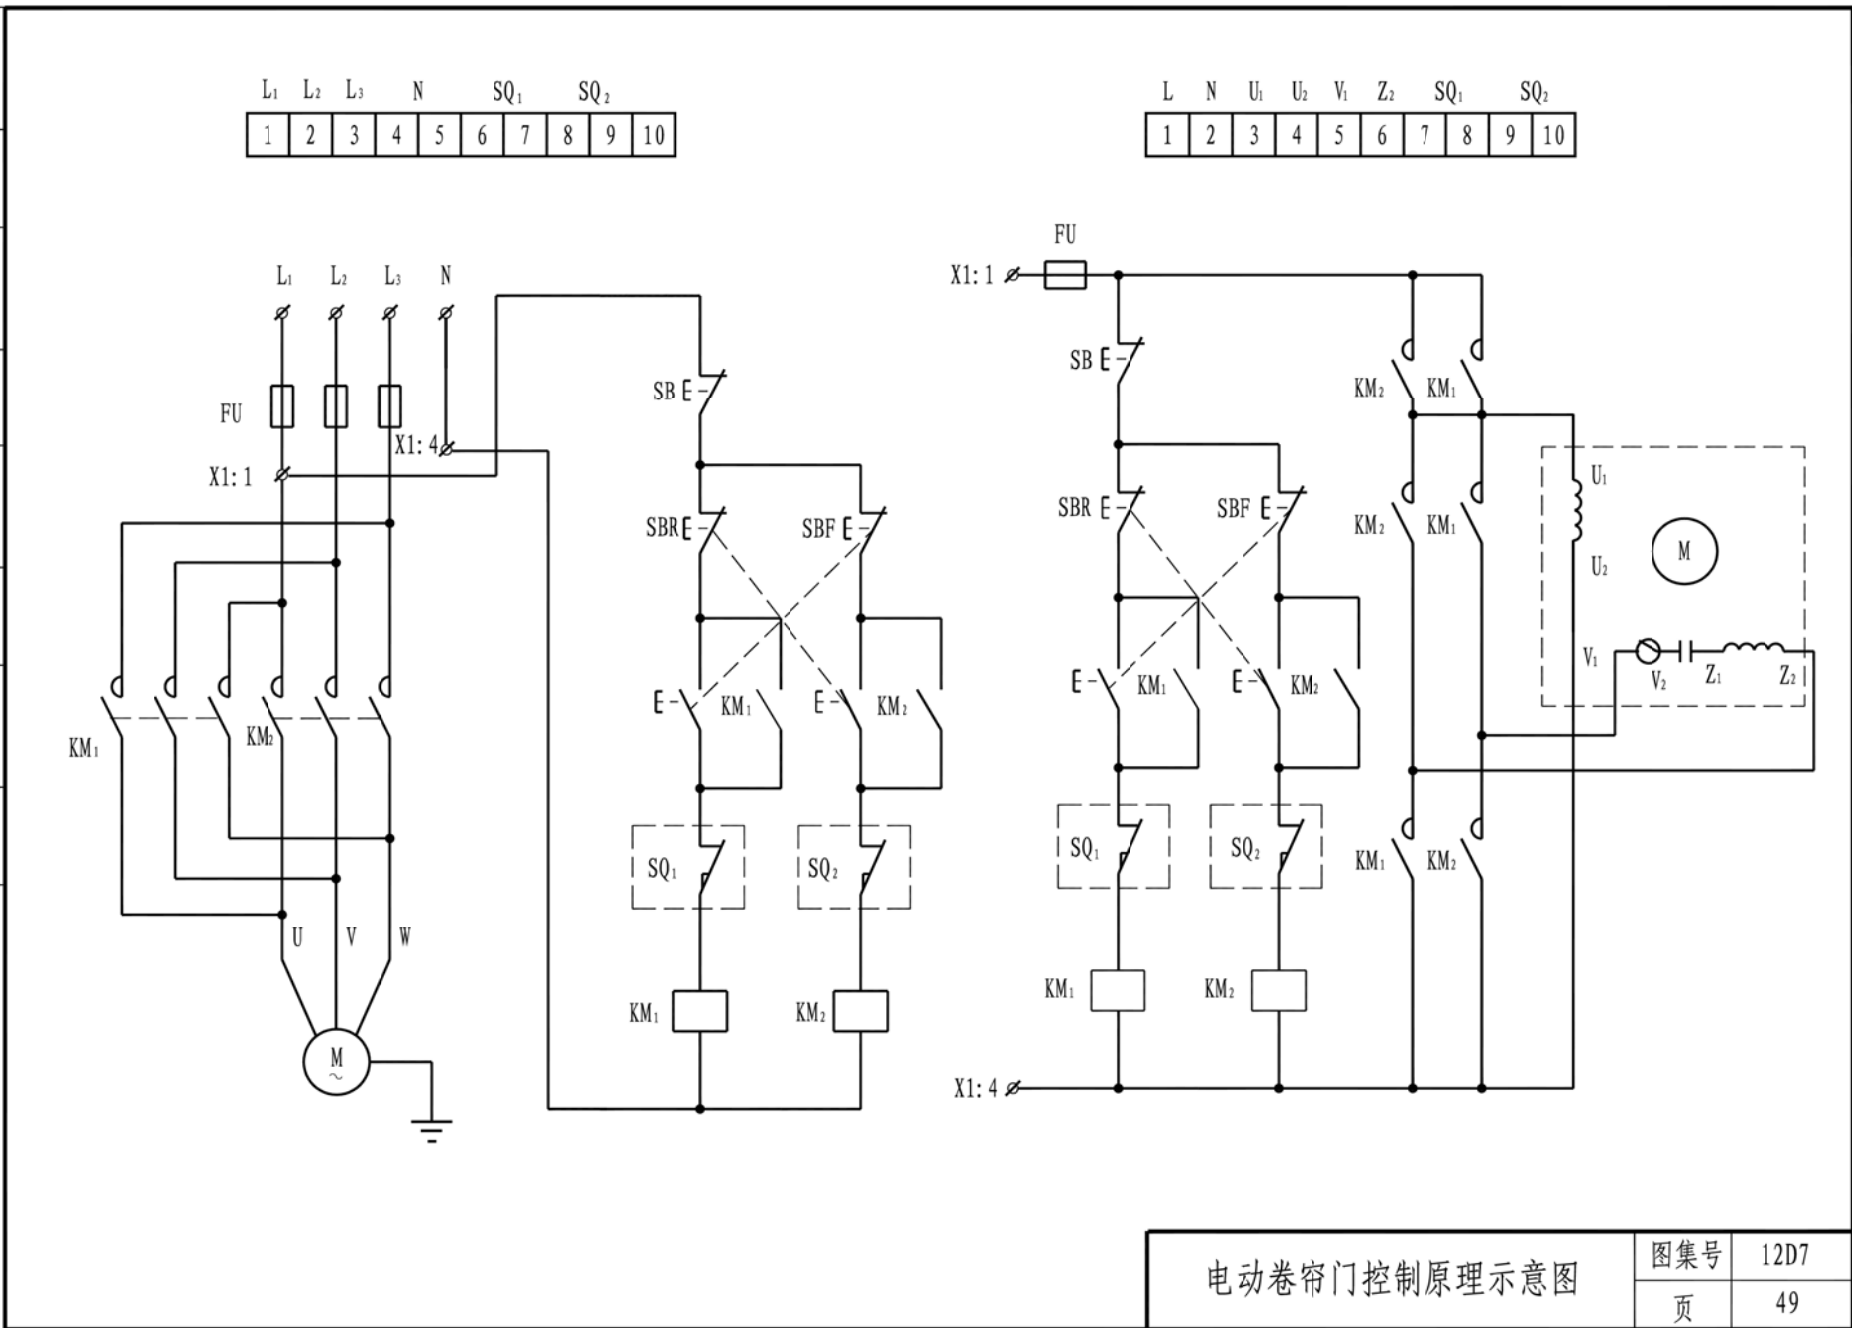 L₁ L₂ L₃ N SQ₁ SQ₂
1 2 3 4 5 6 7 8 9 10
L N U₁ U₂ V₁ Z₂ SQ₁ SQ₂
1 2 3 4 5 6 7 8 9 10
L₁ L₂ L₃ N
FU
X1:4
X1:1
KM₁
KM₂
U V W
M
~
SB
SBR
SBF
KM₁
KM₂
SQ₁
SQ₂
KM₁
KM₂
FU
X1:1
SB
KM₂
KM₁
SBR
SBF
KM₂
KM₁
U₁
M
U₂
KM₁
KM₂
V₁
V₂
Z₁
Z₂
SQ₁
SQ₂
KM₁
KM₂
KM₁
KM₂
X1:4
电动卷帘门控制原理示意图
图集号 12D7
页 49